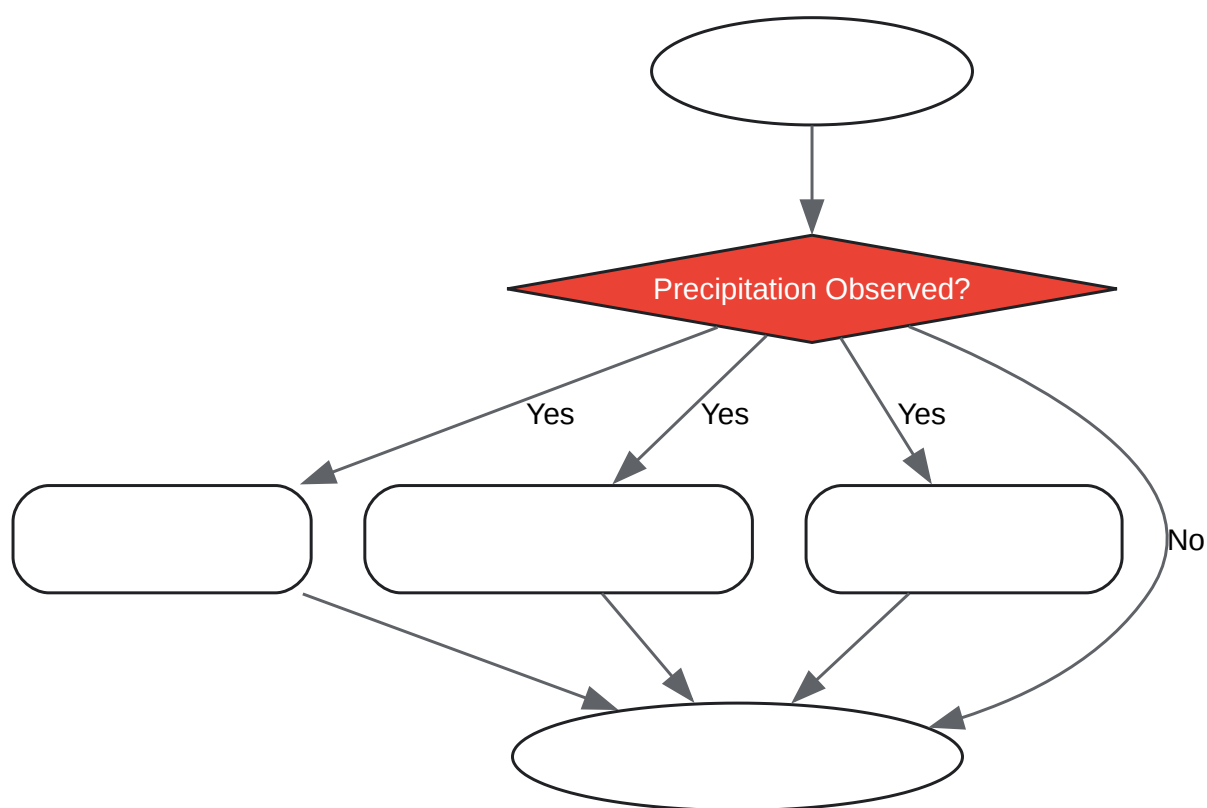 Precipitation Observed?
Yes
Yes
Yes
No